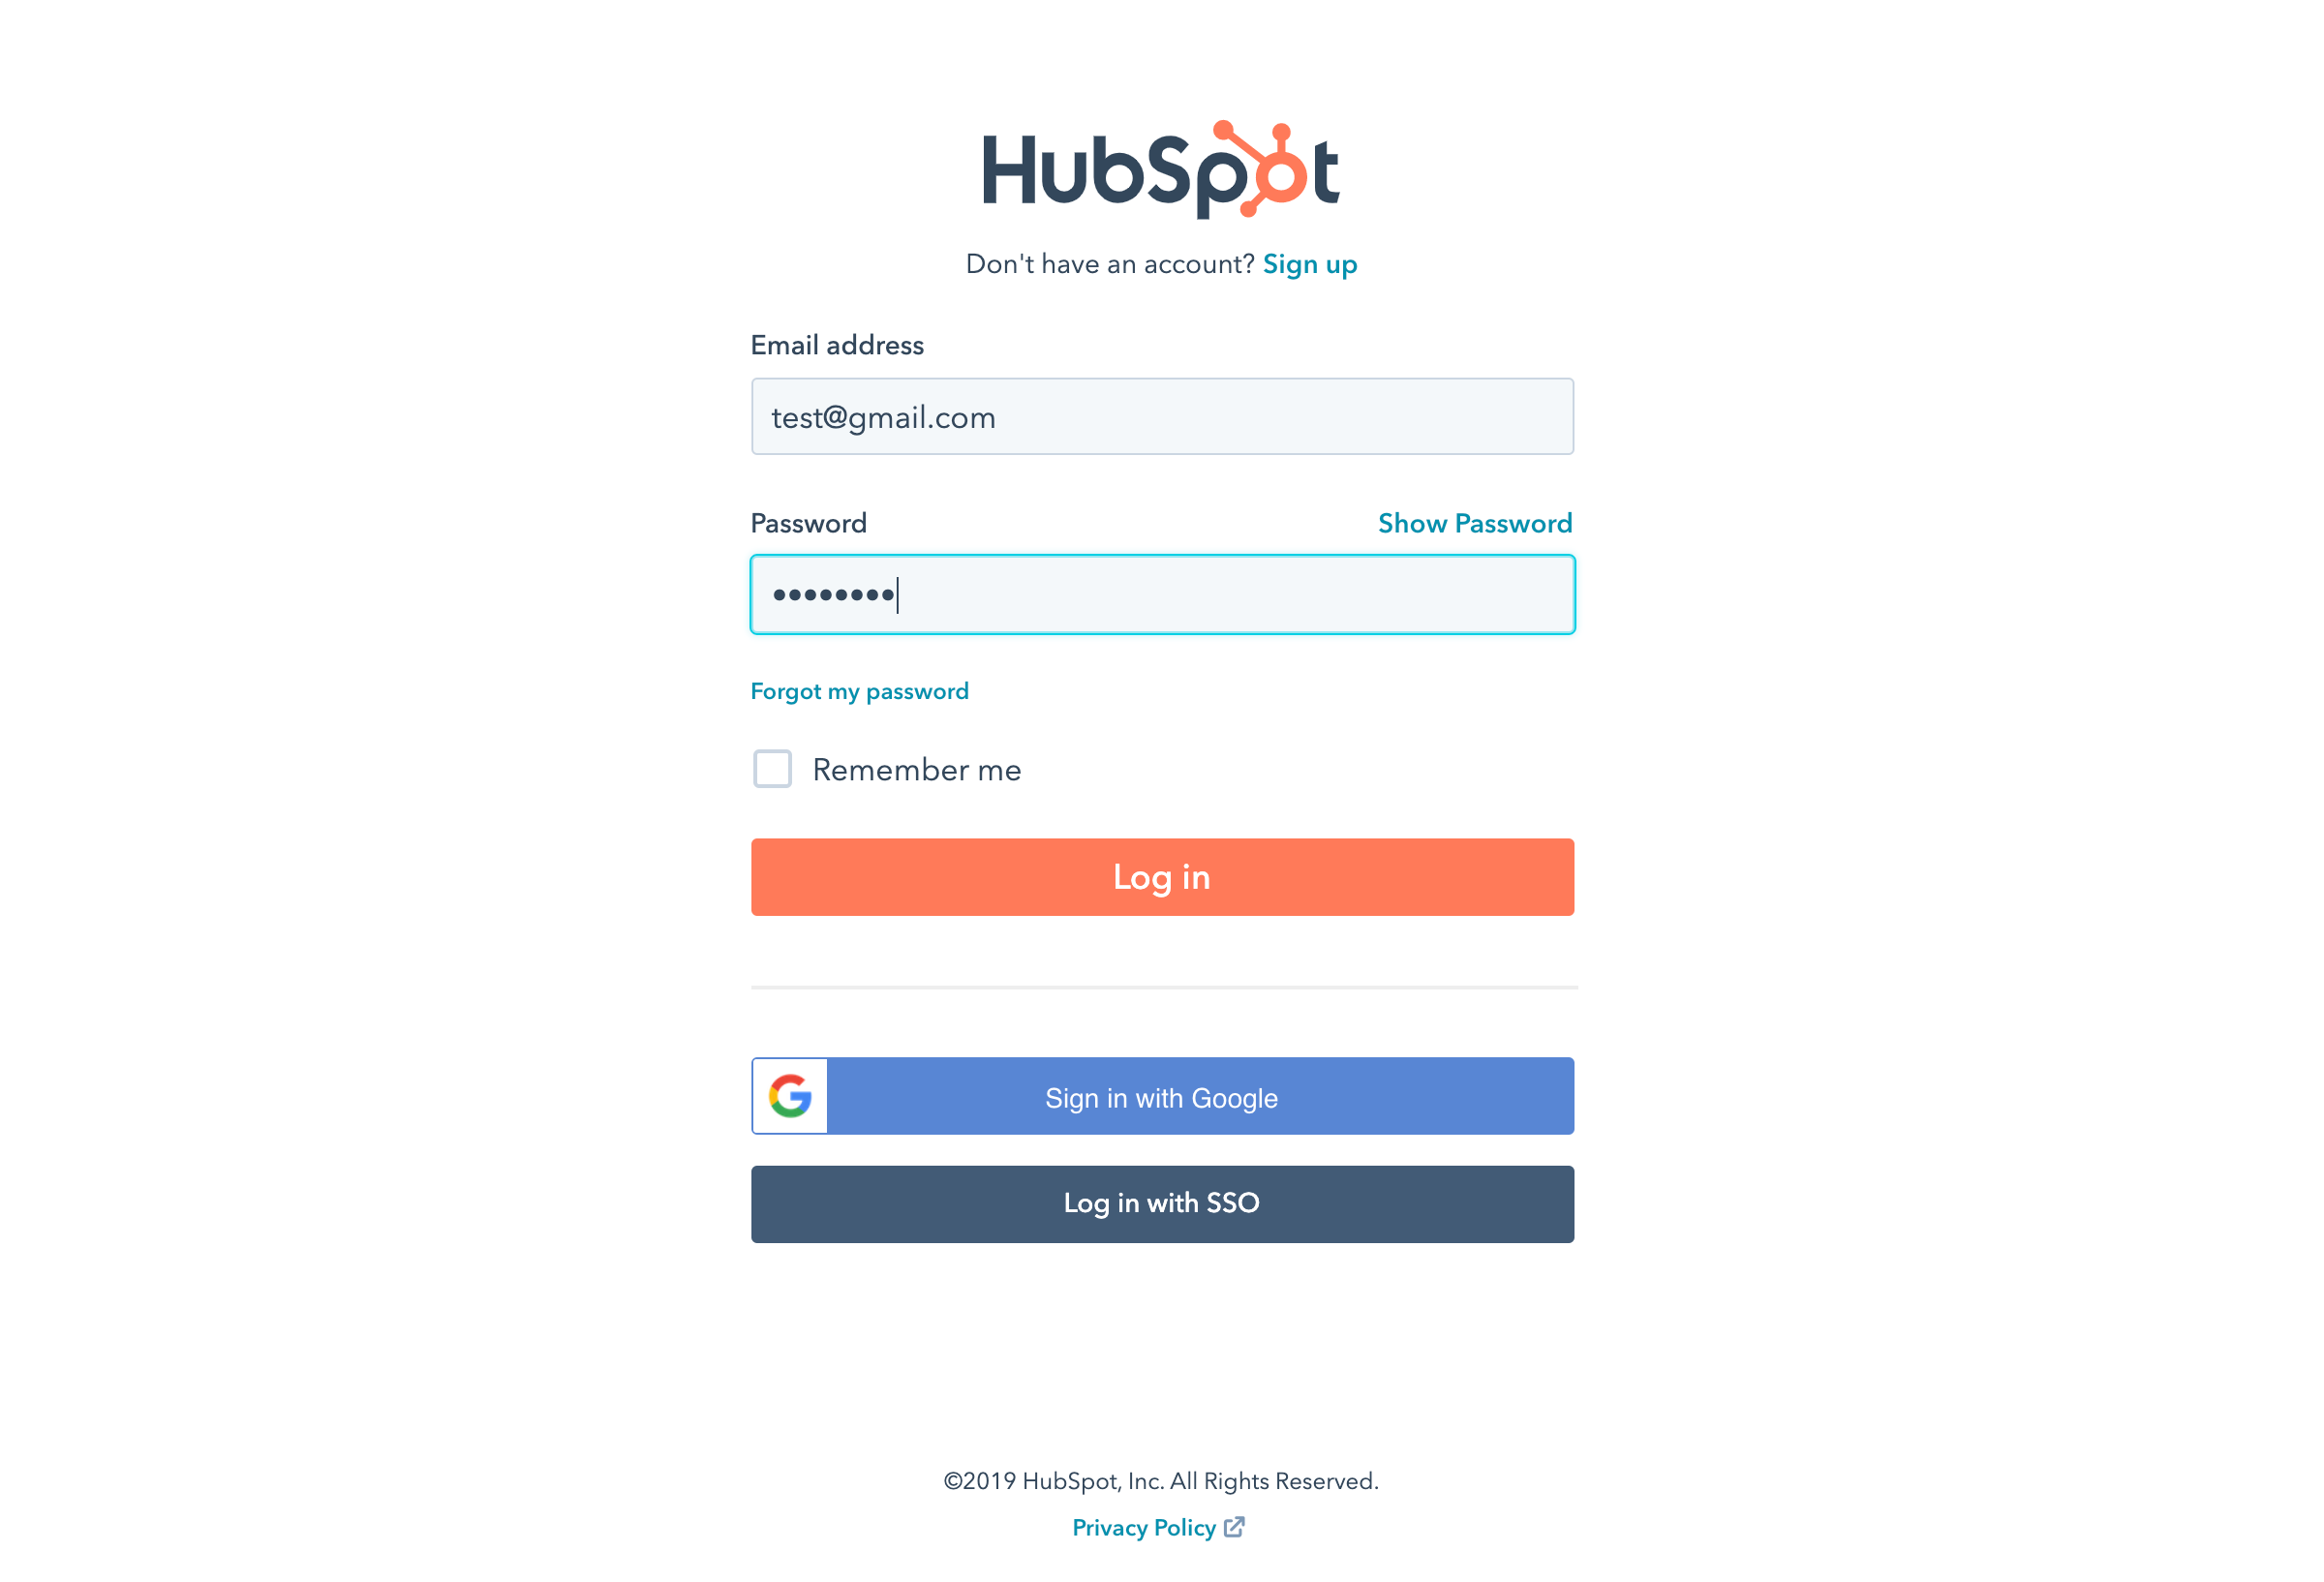 HubSpot
Don't have an account? Sign up
Email address
test@gmail.com
Password Show Password
••••••••
Forgot my password
Remember me
Log in
Sign in with Google
Log in with SSO
©2019 HubSpot, Inc. All Rights Reserved.
Privacy Policy